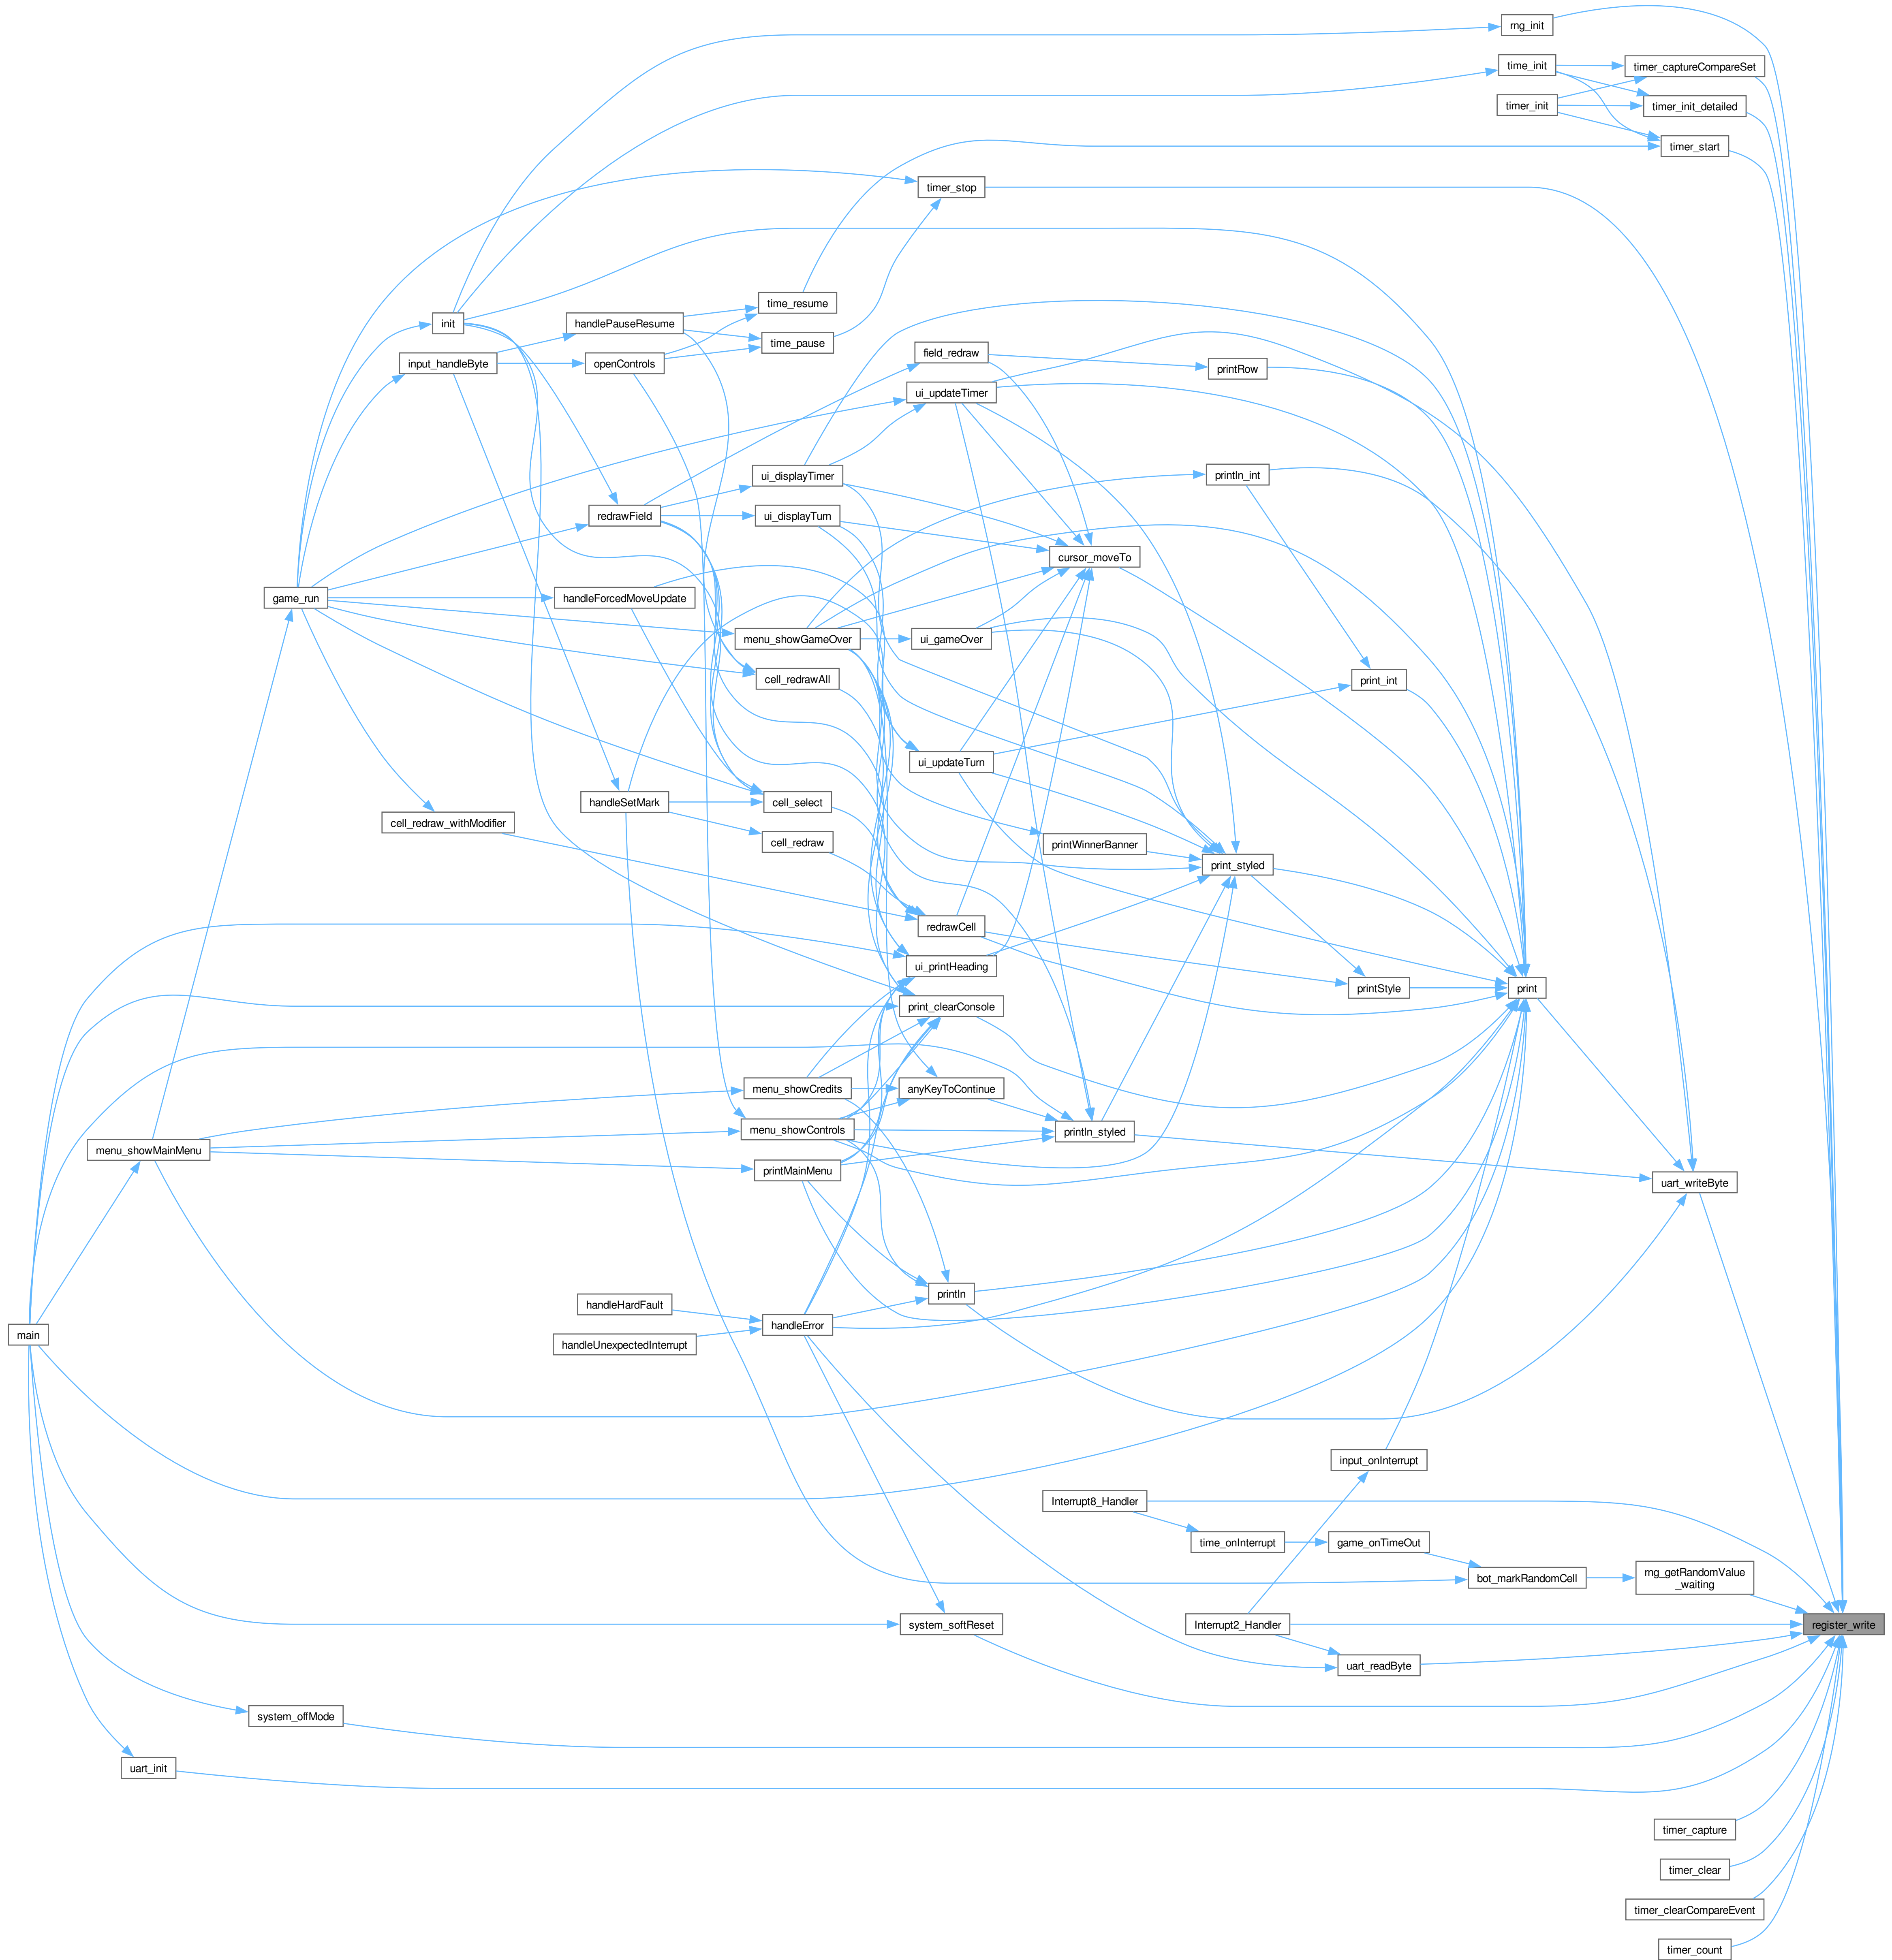 rng_init
time_init
timer_captureCompareSet
timer_init
timer_init_detailed
timer_start
timer_stop
time_resume
init
handlePauseResume
time_pause
input_handleByte
openControls
field_redraw
printRow
ui_updateTimer
ui_displayTimer
println_int
redrawField
ui_displayTurn
cursor_moveTo
game_run
handleForcedMoveUpdate
menu_showGameOver
ui_gameOver
cell_redrawAll
print_int
ui_updateTurn
handleSetMark
cell_select
cell_redraw_withModifier
cell_redraw
printWinnerBanner
print_styled
redrawCell
ui_printHeading
printStyle
print
print_clearConsole
menu_showCredits
anyKeyToContinue
menu_showControls
println_styled
menu_showMainMenu
printMainMenu
uart_writeByte
println
handleHardFault
main
handleError
handleUnexpectedInterrupt
input_onInterrupt
Interrupt8_Handler
time_onInterrupt
game_onTimeOut
bot_markRandomCell
rng_getRandomValue
_waiting
system_softReset
Interrupt2_Handler
register_write
uart_readByte
system_offMode
uart_init
timer_capture
timer_clear
timer_clearCompareEvent
timer_count